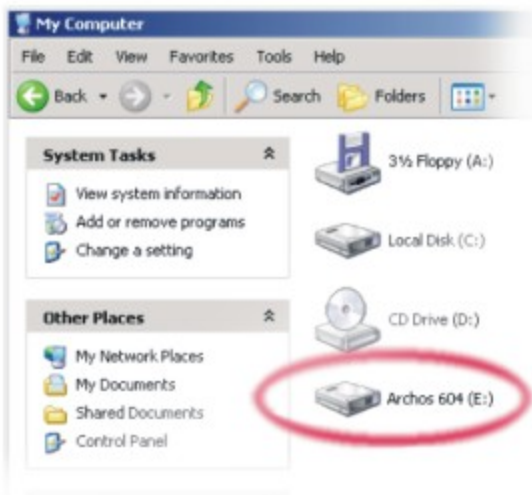 My Computer
File Edit View Favorites Tools Help
Back Search Folders
System Tasks
View system information
Add or remove programs
Change a setting
Other Places
My Network Places
My Documents
Shared Documents
Control Panel
3½ Floppy (A:)
Local Disk (C:)
CD Drive (D:)
Archos 604 (E:)